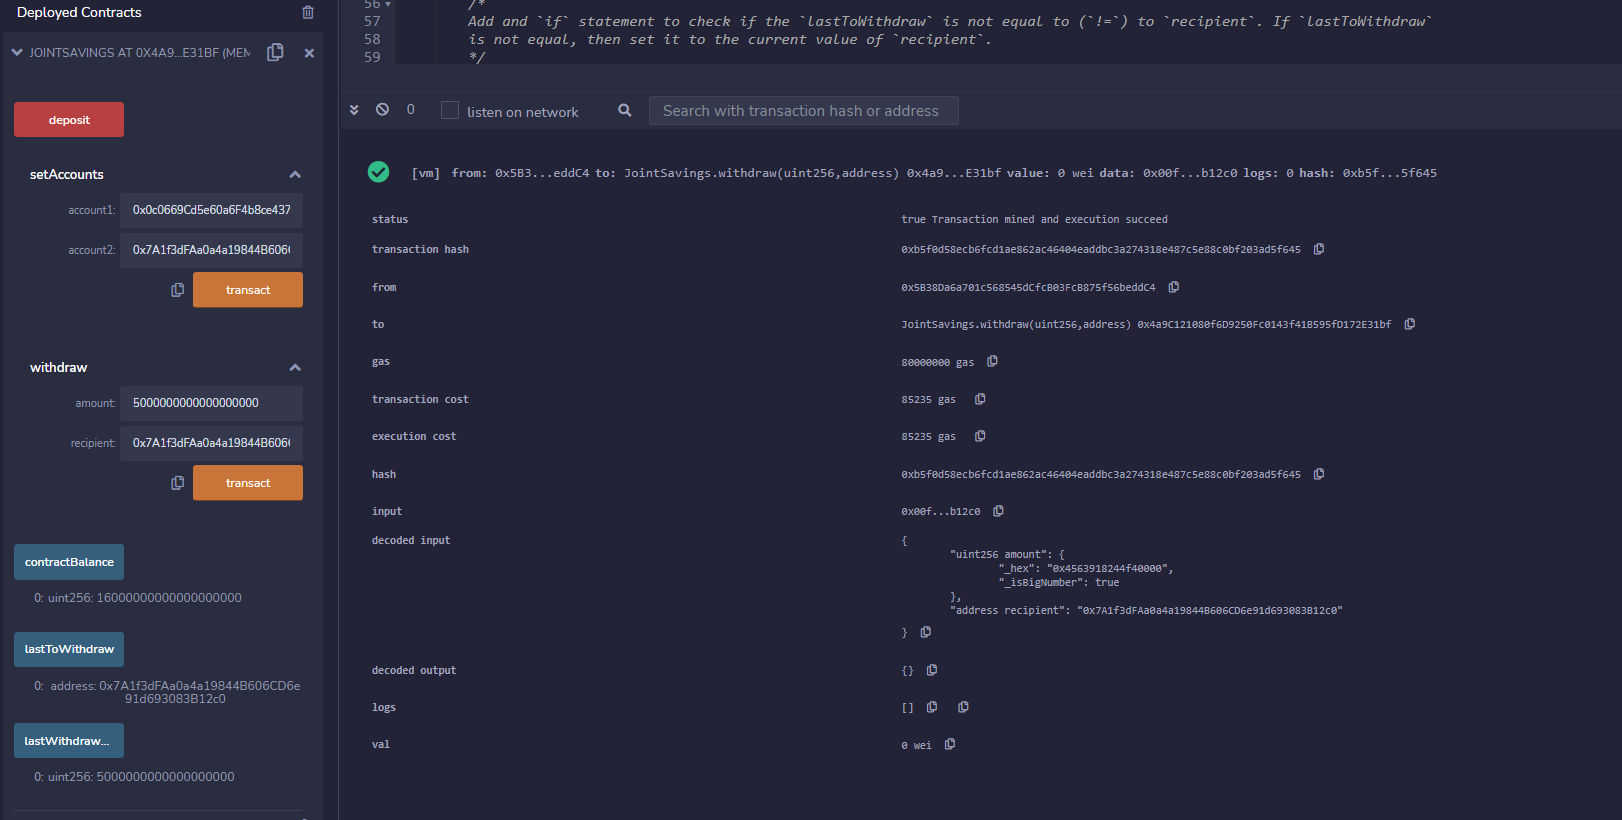 Deployed Contracts
JOINTSAVINGS AT 0X4A9...E31BF (MEM
deposit
setAccounts
account1: 0x0c0669Cd5e60a6F4b8ce437
account2: 0x7A1f3dFAa0a4a19844B606
transact
withdraw
amount: 5000000000000000000
recipient: 0x7A1f3dFAa0a4a19844B606
transact
contractBalance
0: uint256: 16000000000000000000
lastToWithdraw
0: address: 0x7A1f3dFAa0a4a19844B606CD6e
91d693083B12c0
lastWithdraw...
0: uint256: 5000000000000000000
56 /*
57 Add and `if` statement to check if the `lastToWithdraw` is not equal to (`!=`) to `recipient`. If `lastToWithdraw`
58 is not equal, then set it to the current value of `recipient`.
59 */
0 listen on network Search with transaction hash or address
[vm] from: 0x5B3...eddC4 to: JointSavings.withdraw(uint256,address) 0x4a9...E31bf value: 0 wei data: 0x00f...b12c0 logs: 0 hash: 0xb5f...5f645
status true Transaction mined and execution succeed
transaction hash 0xb5f0d58ecb6fcd1ae862ac46404eaddbc3a274318e487c5e88c0bf203ad5f645
from 0x5B38Da6a701c568545dCfcB03FcB875f56beddC4
to JointSavings.withdraw(uint256,address) 0x4a9C121080f6D9250Fc0143f41B595fD172E31bf
gas 80000000 gas
transaction cost 85235 gas
execution cost 85235 gas
hash 0xb5f0d58ecb6fcd1ae862ac46404eaddbc3a274318e487c5e88c0bf203ad5f645
input 0x00f...b12c0
decoded input {
"uint256 amount": {
"_hex": "0x4563918244f40000",
"_isBigNumber": true
},
"address recipient": "0x7A1f3dFAa0a4a19844B606CD6e91d693083B12c0"
}
decoded output {}
logs []
val 0 wei